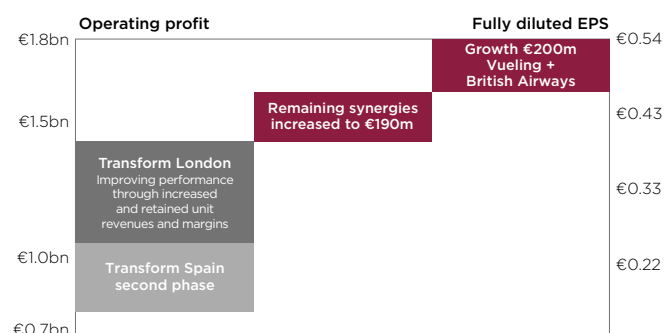 Operating profit
Fully diluted EPS
€1.8bn
€0.54
Growth €200m
Vueling +
British Airways
Remaining synergies
increased to €190m
€1.5bn
€0.43
Transform London
Improving performance
through increased
and retained unit
revenues and margins
€0.33
€1.0bn
€0.22
Transform Spain
second phase
€0.7bn